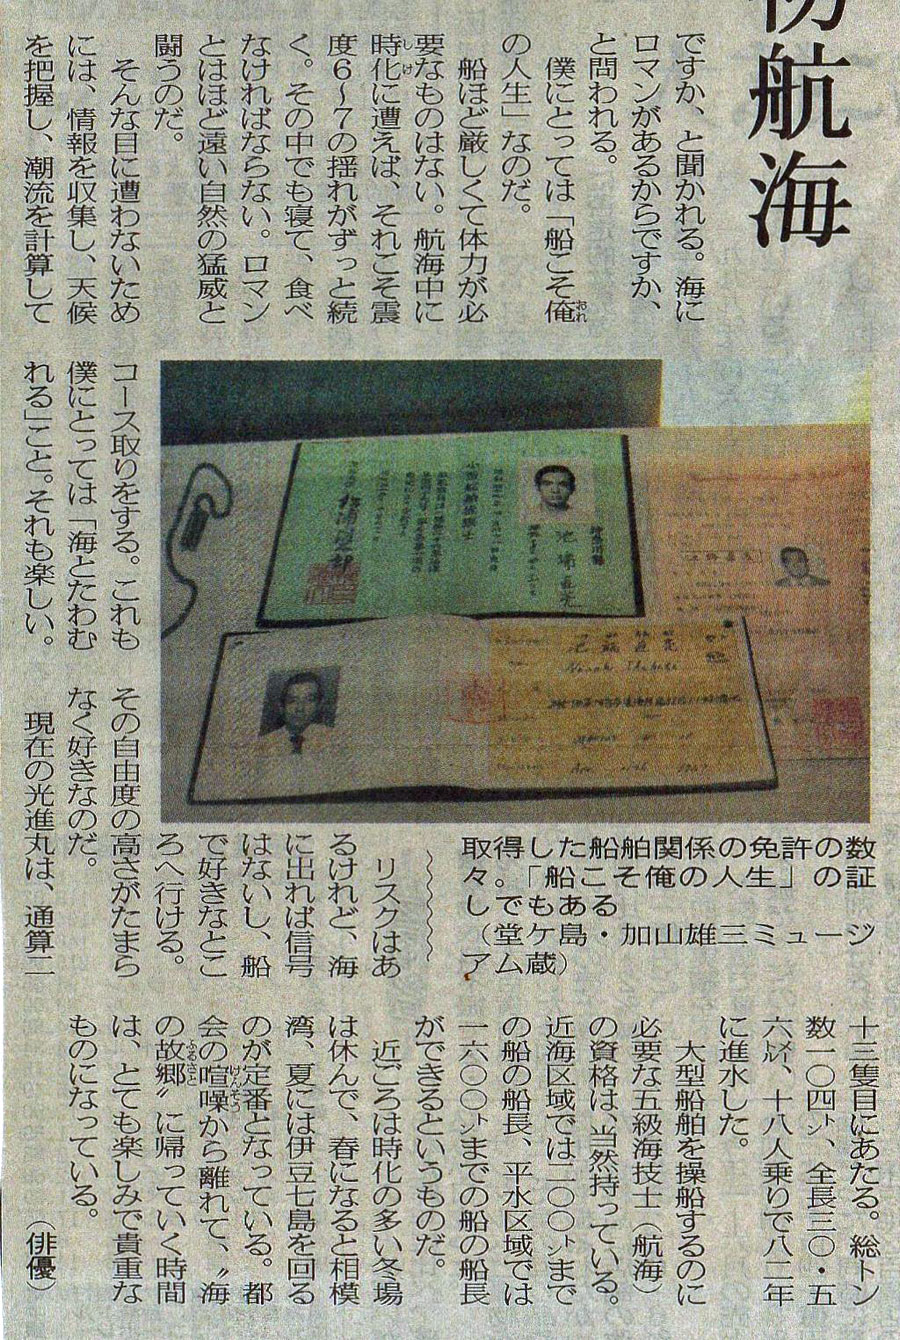 航海
ですか、と聞かれる。海に
ロマンがあるからですか、
と問われる。
僕にとっては「船こそ俺
の人生」なのだ。
船ほど厳しくて体力が必
要なものはない。航海中に
時化に遭えば、それこそ震
度6〜7の揺れがずっと続
く。その中でも寝て、食べ
なければならない。ロマン
とはほど遠い自然の猛威と
闘うのだ。
そんな目に遭わないため
には、情報を収集し、天候
を把握し、潮流を計算して
コース取りをする。これも
僕にとっては「海とたわむ
れる」こと。それも楽しい。
取得した船舶関係の免許の数
々。「船こそ俺の人生」の証
しでもある
（堂ケ島・加山雄三ミュージ
アム蔵）
リスクはあ
るけれど、海
に出れば信号
はないし、船
で好きなとこ
ろへ行ける。
その自由度の高さがたまら
なく好きなのだ。
現在の光進丸は、通算二
十三隻目にあたる。総トン
数一〇四㌧、全長三〇・五
六㍍、十八人乗りで八二年
に進水した。
大型船舶を操船するのに
必要な五級海技士（航海）
の資格は、当然持っている。
近海区域では二〇〇㌧まで
の船の船長、平水区域では
一六〇〇㌧までの船の船長
ができるというものだ。
近ごろは時化の多い冬場
は休んで、春になると相模
湾、夏には伊豆七島を回る
のが定番となっている。都
会の喧噪から離れて、〝海
の故郷〟に帰っていく時間
は、とても楽しみで貴重な
ものになっている。
（俳優）